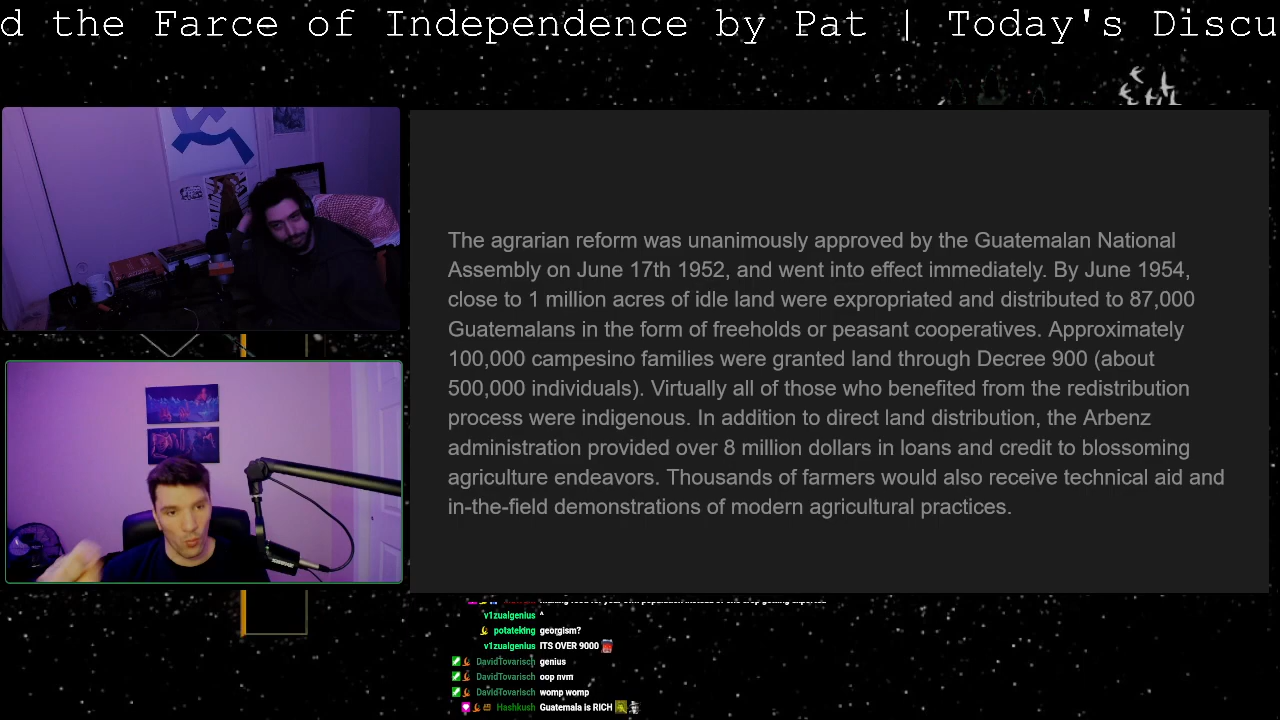 d the Farce of Independence by Pat | Today's Discu
The agrarian reform was unanimously approved by the Guatemalan National
Assembly on June 17th 1952, and went into effect immediately. By June 1954,
close to 1 million acres of idle land were expropriated and distributed to 87,000
Guatemalans in the form of freeholds or peasant cooperatives. Approximately
100,000 campesino families were granted land through Decree 900 (about
500,000 individuals). Virtually all of those who benefited from the redistribution
process were indigenous. In addition to direct land distribution, the Arbenz
administration provided over 8 million dollars in loans and credit to blossoming
agriculture endeavors. Thousands of farmers would also receive technical aid and
in-the-field demonstrations of modern agricultural practices.
v1zualgenius ^
potateking georgism?
v1zualgenius ITS OVER 9000
DavidTovarisch genius
DavidTovarisch oop nvm
DavidTovarisch womp womp
Hashkush Guatemala is RICH